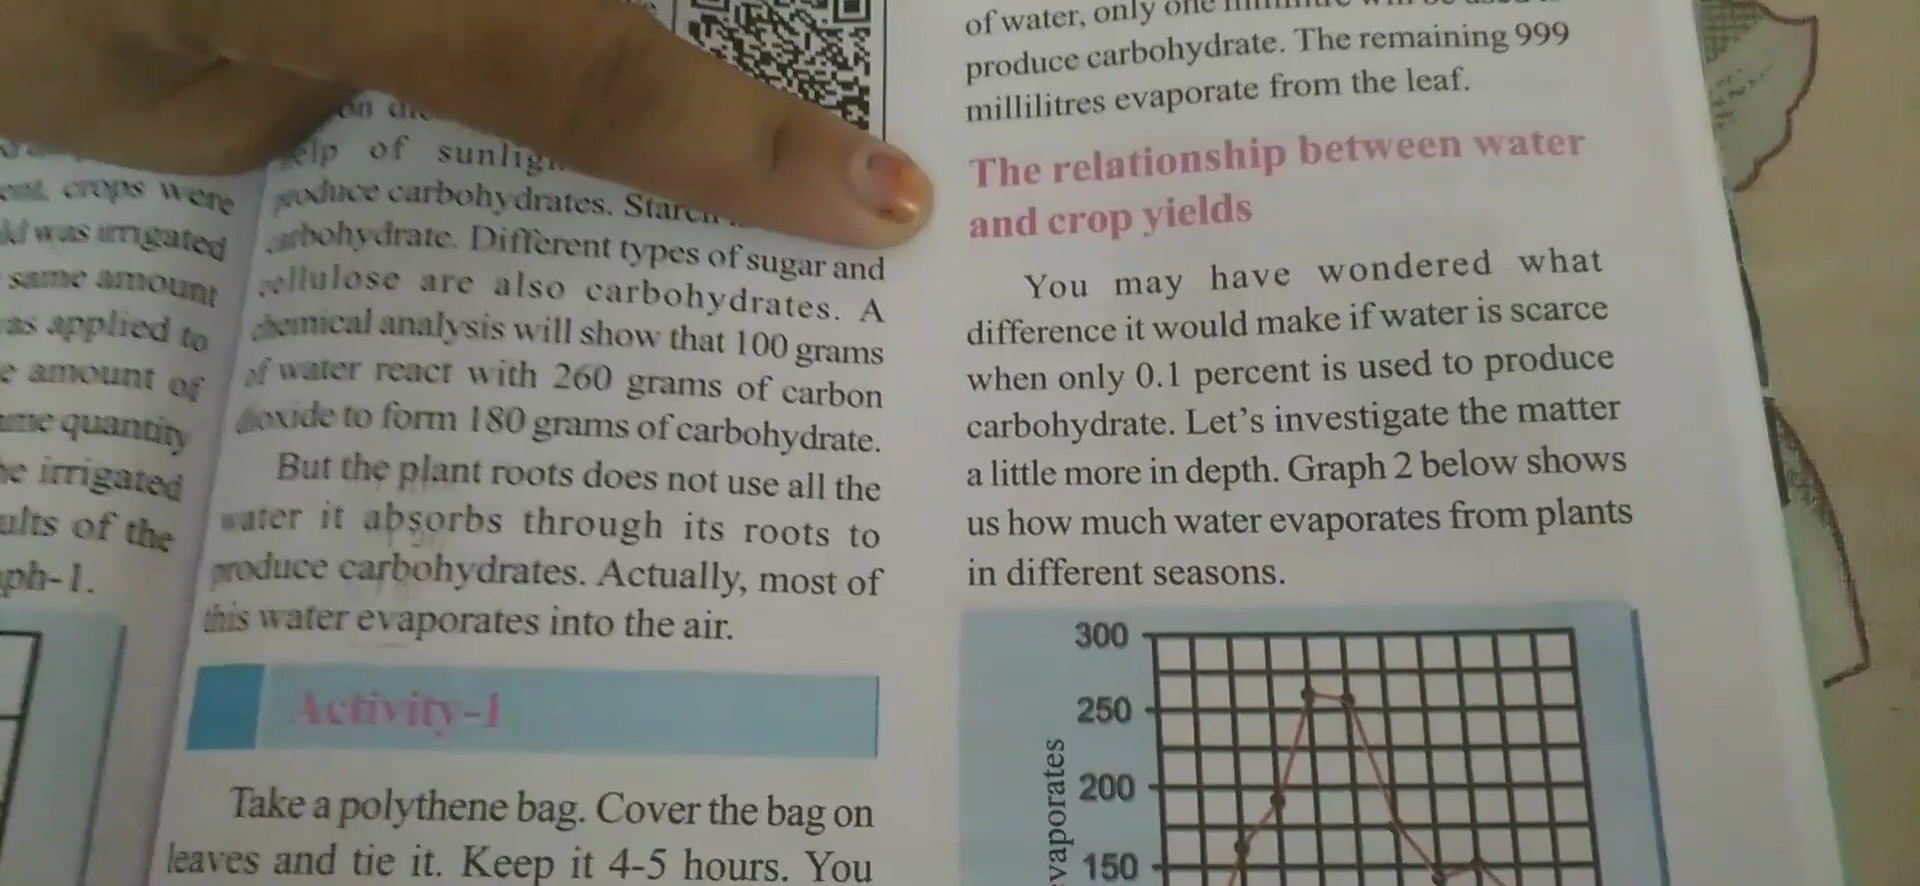 crops were
was irrigated
same amount
as applied to
amount of
quantity
irrigated
of the
of sunlig
produce carbohydrates. Starch
carbohydrate. Different types of sugar and
cellulose are also carbohydrates. A
chemical analysis will show that 100 grams
of water react with 260 grams of carbon
dioxide to form 180 grams of carbohydrate.
But the plant roots does not use all the
water it absorbs through its roots to
produce carbohydrates. Actually, most of
this water evaporates into the air.
Activity-1
Take a polythene bag. Cover the bag on
leaves and tie it. Keep it 4-5 hours. You
of water, only one
produce carbohydrate. The remaining 999
millilitres evaporate from the leaf.
The relationship between water
and crop yields
You may have wondered what
difference it would make if water is scarce
when only 0.1 percent is used to produce
carbohydrate. Let's investigate the matter
a little more in depth. Graph 2 below shows
us how much water evaporates from plants
in different seasons.
300
250
200
150
vaporates